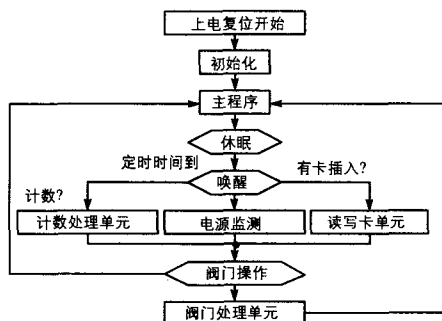 上电复位开始
初始化
主程序
休眠
定时时间到
有卡插入?
唤醒
计数?
计数处理单元
电源监测
读写卡单元
阀门操作
阀门处理单元